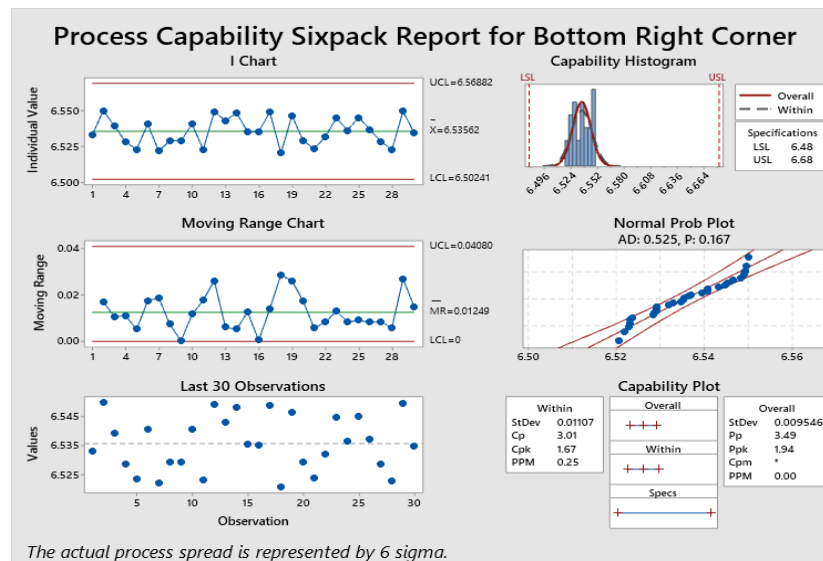 Process Capability Sixpack Report for Bottom Right Corner
I Chart
Individual Value
6.550
6.525
6.500
1 4 7 10 13 16 19 22 25 28
UCL=6.56882
X=6.53562
LCL=6.50241
Moving Range Chart
Moving Range
0.04
0.02
0.00
1 4 7 10 13 16 19 22 25 28
UCL=0.04080
MR=0.01249
LCL=0
Last 30 Observations
Values
6.545
6.535
6.525
5 10 15 20 25 30
Observation
Capability Histogram
LSL USL
6.496 6.524 6.552 6.580 6.608 6.636 6.664
Overall
Within
Specifications
LSL 6.48
USL 6.68
Normal Prob Plot
AD: 0.525, P: 0.167
6.50 6.52 6.54 6.56
Capability Plot
Within
StDev 0.01107
Cp 3.01
Cpk 1.67
PPM 0.25
Overall
Within
Specs
Overall
StDev 0.009546
Pp 3.49
Ppk 1.94
Cpm *
PPM 0.00
The actual process spread is represented by 6 sigma.